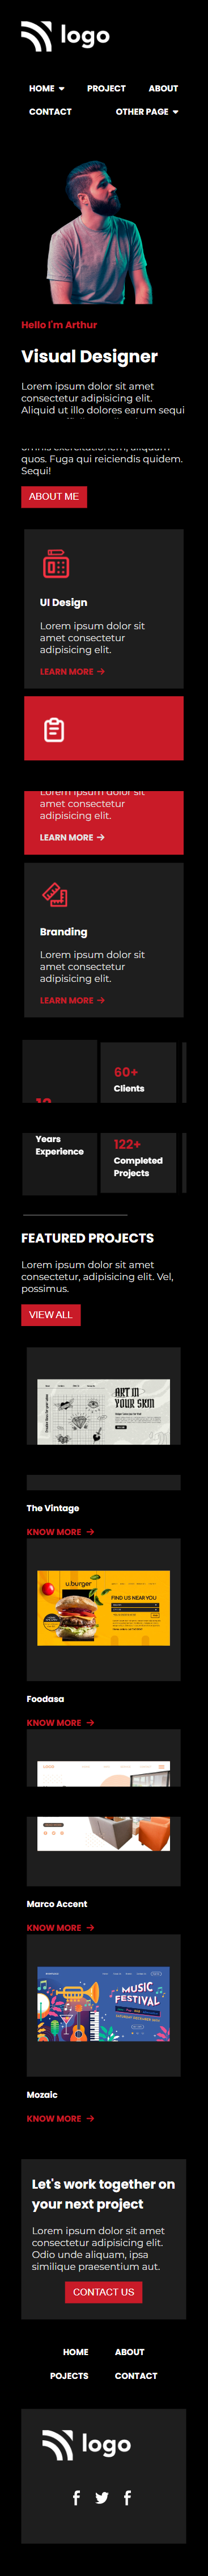 logo
HOME PROJECT ABOUT
CONTACT OTHER PAGE
Hello I'm Arthur
Visual Designer
Lorem ipsum dolor sit amet
consectetur adipisicing elit.
Aliquid ut illo dolores earum sequi
quos. Fuga qui reiciendis quidem.
Sequi!
ABOUT ME
UI Design
Lorem ipsum dolor sit
amet consectetur
adipisicing elit.
LEARN MORE
Lorem ipsum dolor sit
amet consectetur
adipisicing elit.
LEARN MORE
Branding
Lorem ipsum dolor sit
amet consectetur
adipisicing elit.
LEARN MORE
60+
Clients
Years
Experience
122+
Completed
Projects
FEATURED PROJECTS
Lorem ipsum dolor sit amet
consectetur, adipisicing elit. Vel,
possimus.
VIEW ALL
ART IN
YOUR SKIN
The Vintage
KNOW MORE
u.burger
FIND US NEAR YOU
Foodasa
KNOW MORE
Marco Accent
KNOW MORE
MUSIC
FESTIVAL
Mozaic
KNOW MORE
Let's work together on
your next project
Lorem ipsum dolor sit amet
consectetur adipisicing elit.
Odio unde aliquam, ipsa
similique praesentium aut.
CONTACT US
HOME ABOUT
POJECTS CONTACT
logo